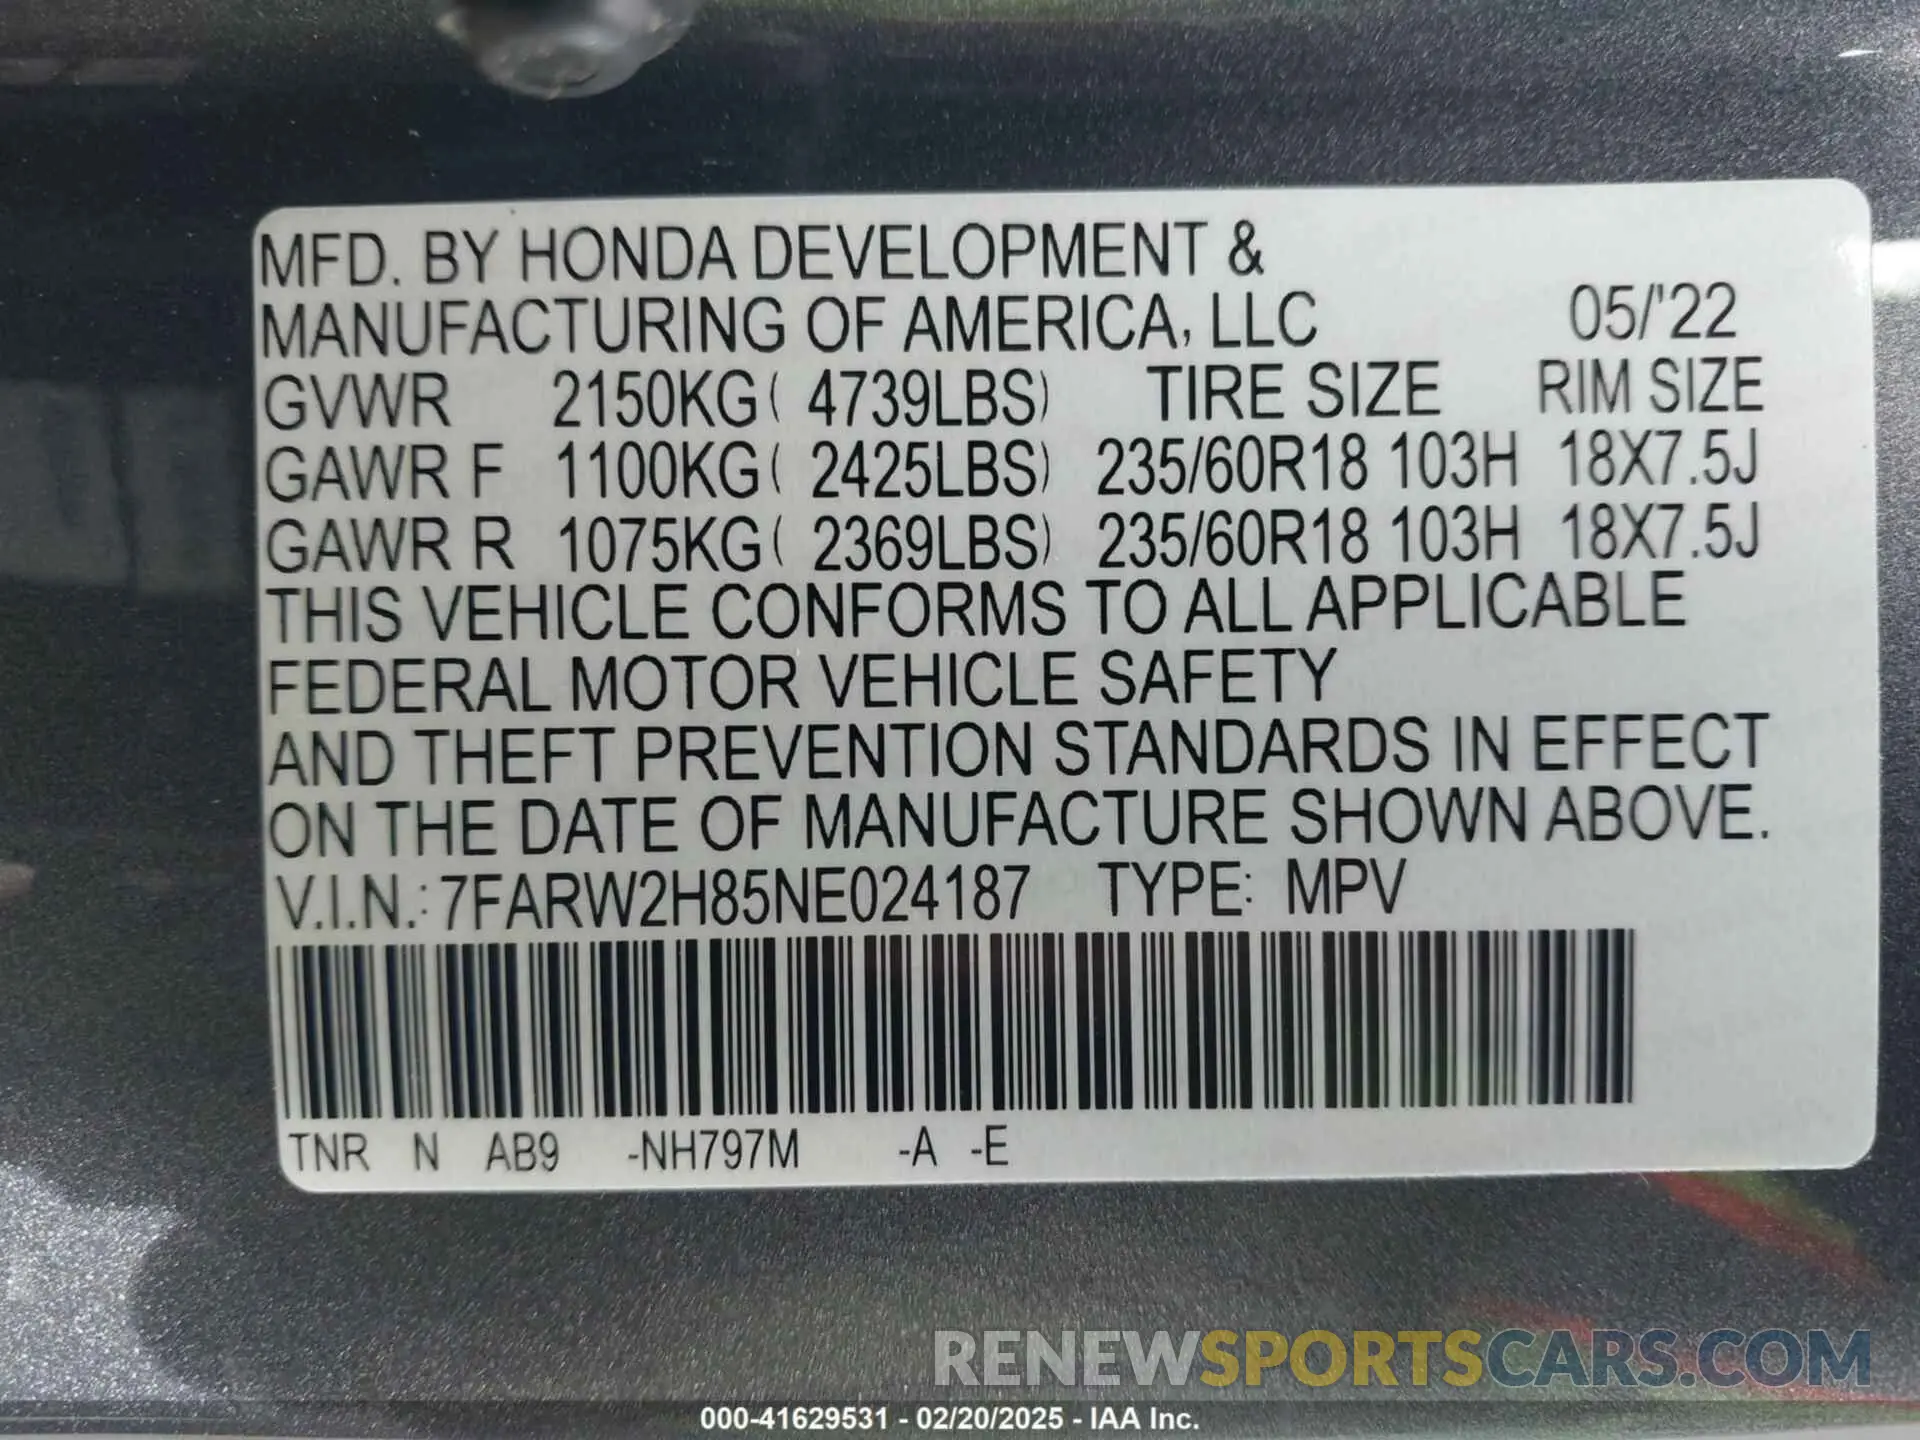 MFD. BY HONDA DEVELOPMENT &
MANUFACTURING OF AMERICA, LLC 05/'22
GVWR 2150KG( 4739LBS) TIRE SIZE RIM SIZE
GAWR F 1100KG( 2425LBS) 235/60R18 103H 18X7.5J
GAWR R 1075KG( 2369LBS) 235/60R18 103H 18X7.5J
THIS VEHICLE CONFORMS TO ALL APPLICABLE
FEDERAL MOTOR VEHICLE SAFETY
AND THEFT PREVENTION STANDARDS IN EFFECT
ON THE DATE OF MANUFACTURE SHOWN ABOVE.
V.I.N.: 7FARW2H85NE024187 TYPE: MPV
TNR N AB9 -NH797M -A -E
RENEWSPORTSCARS.COM
000-41629531 - 02/20/2025 - IAA Inc.